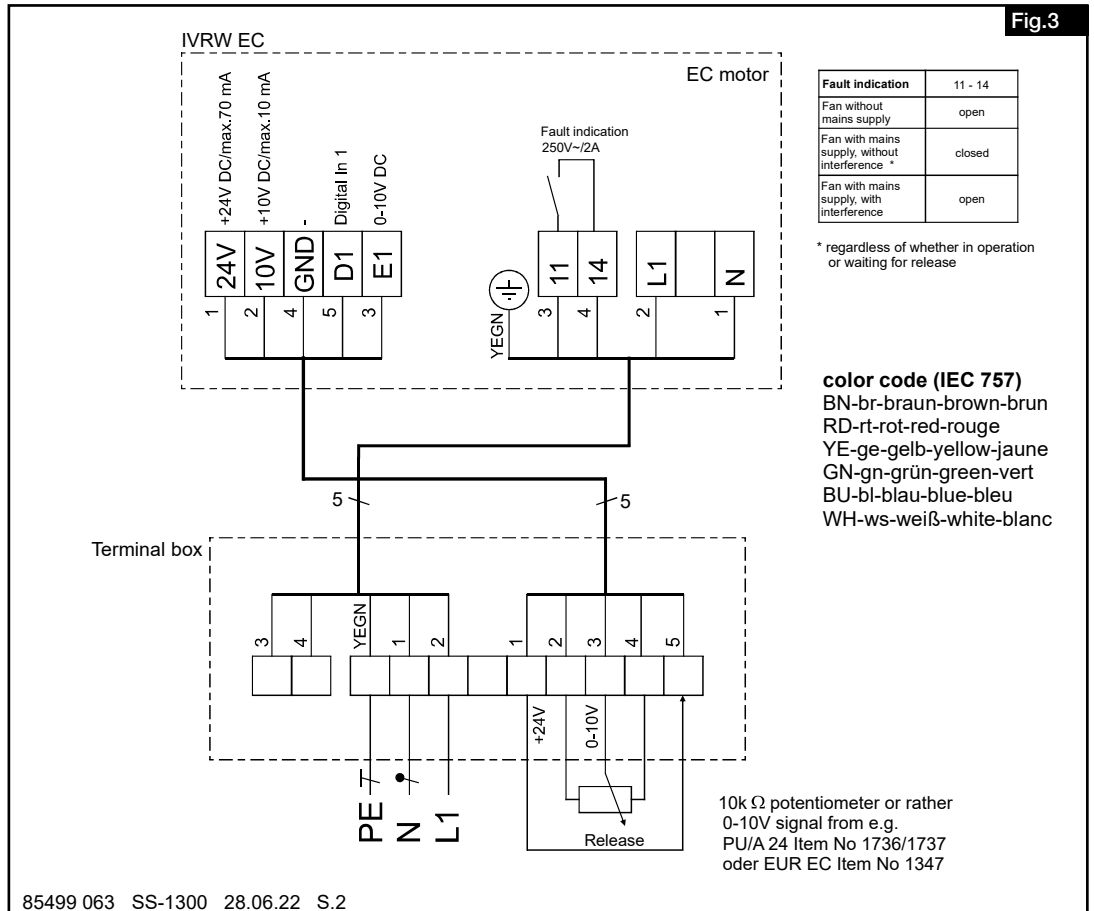 Fig.3
IVRW EC
EC motor
+24V DC/max.70 mA
+10V DC/max.10 mA
-
Digital In 1
0-10V DC
24V
10V
GND
D1
E1
1
2
4
5
3
Fault indication
250V~/2A
11
14
L1
N
YEGN
3
4
2
1
Fault indication 11 - 14
Fan without
mains supply
open
Fan with mains
supply, without
interference *
closed
Fan with mains
supply, with
interference
open
* regardless of whether in operation
or waiting for release
color code (IEC 757)
BN-br-braun-brown-brun
RD-rt-rot-red-rouge
YE-ge-gelb-yellow-jaune
GN-gn-grün-green-vert
BU-bl-blau-blue-bleu
WH-ws-weiß-white-blanc
5
5
Terminal box
3
4
YEGN
1
2
1
2
3
4
5
+24V
0-10V
PE
N
L1
Release
10k Ω potentiometer or rather
0-10V signal from e.g.
PU/A 24 Item No 1736/1737
oder EUR EC Item No 1347
85499 063 SS-1300 28.06.22 S.2